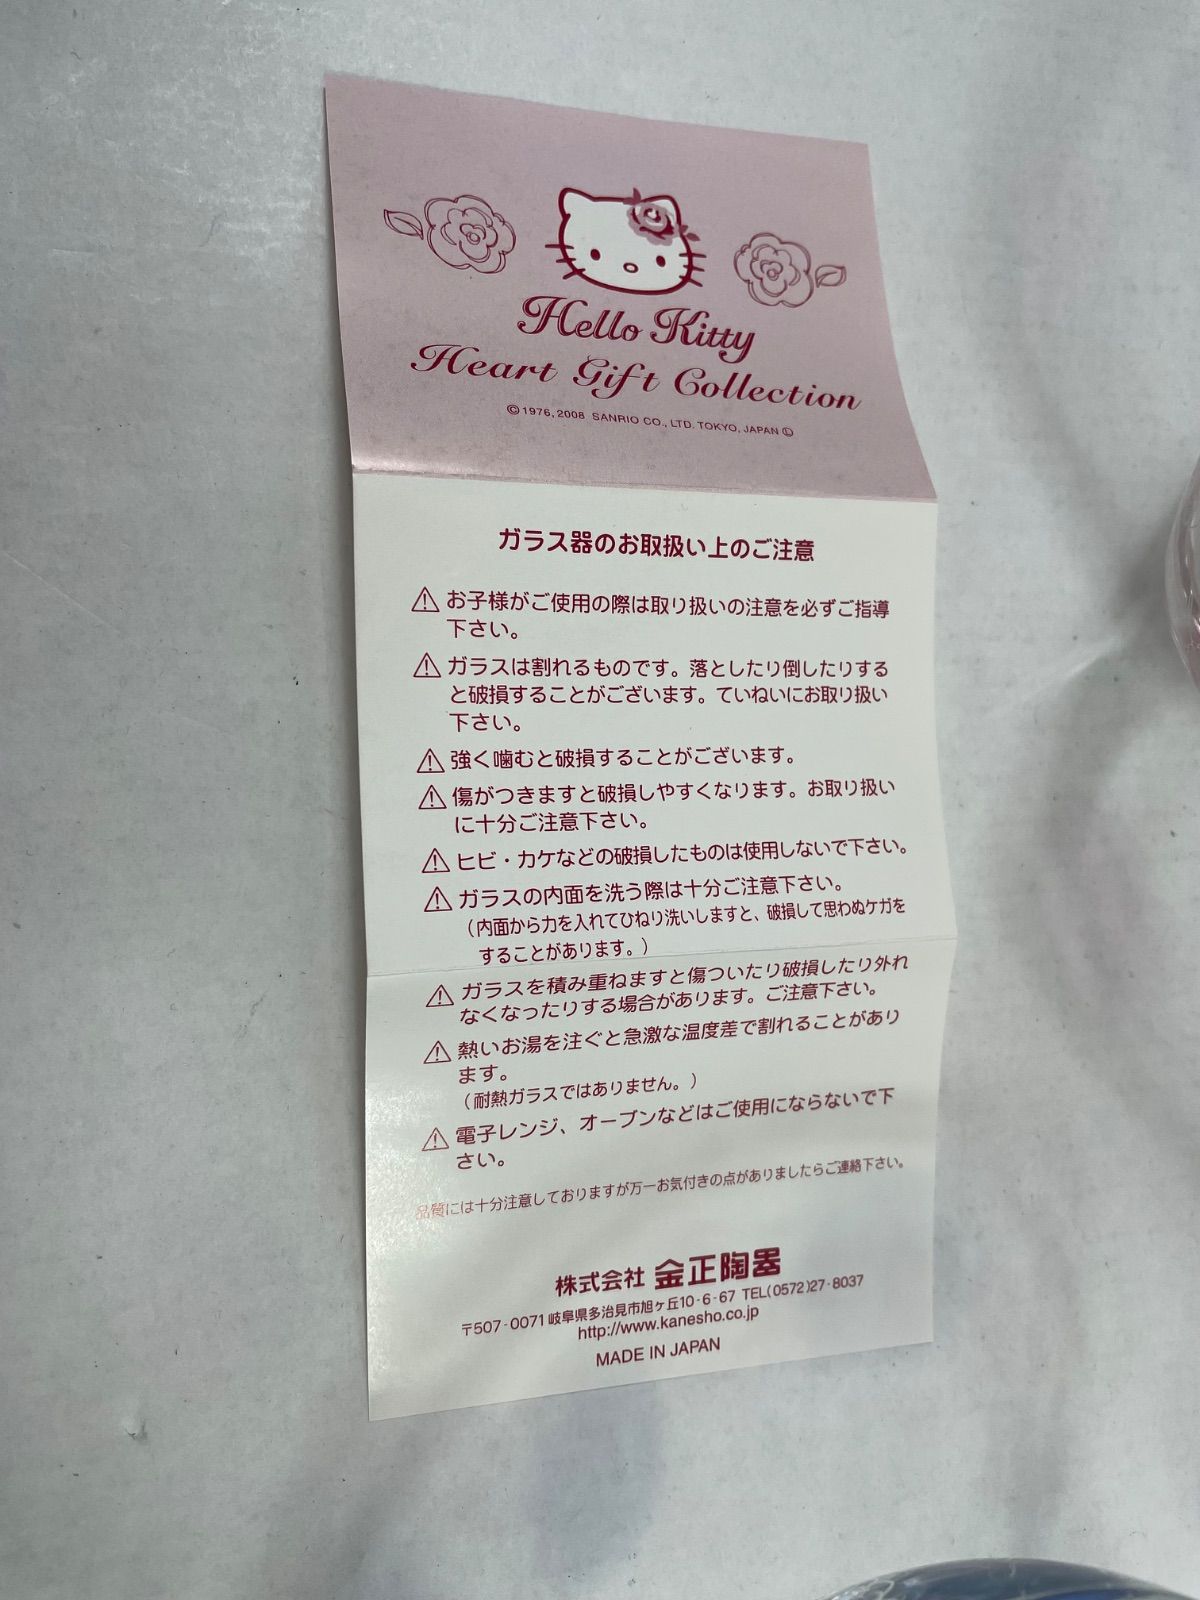 Hello Kitty
Heart Gift Collection
©1976, 2008 SANRIO CO., LTD. TOKYO, JAPAN Ⓛ
ガラス器のお取扱い上のご注意
⚠ お子様がご使用の際は取り扱いの注意を必ずご指導
下さい。
⚠ ガラスは割れるものです。落としたり倒したりする
と破損することがございます。ていねいにお取り扱い
下さい。
⚠ 強く噛むと破損することがございます。
⚠ 傷がつきますと破損しやすくなります。お取り扱い
に十分ご注意下さい。
⚠ ヒビ・カケなどの破損したものは使用しないで下さい。
⚠ ガラスの内面を洗う際は十分ご注意下さい。
（内面から力を入れてひねり洗いしますと、破損して思わぬケガを
することがあります。）
⚠ ガラスを積み重ねますと傷ついたり破損したり外れ
なくなったりする場合があります。ご注意下さい。
⚠ 熱いお湯を注ぐと急激な温度差で割れることがあり
ます。
（耐熱ガラスではありません。）
⚠ 電子レンジ、オーブンなどはご使用にならないで下
さい。
品質には十分注意しておりますが万一お気付きの点がありましたらご連絡下さい。
株式会社 金正陶器
〒507-0071 岐阜県多治見市旭ヶ丘10-6-67 TEL(0572)27-8037
http://www.kanesho.co.jp
MADE IN JAPAN